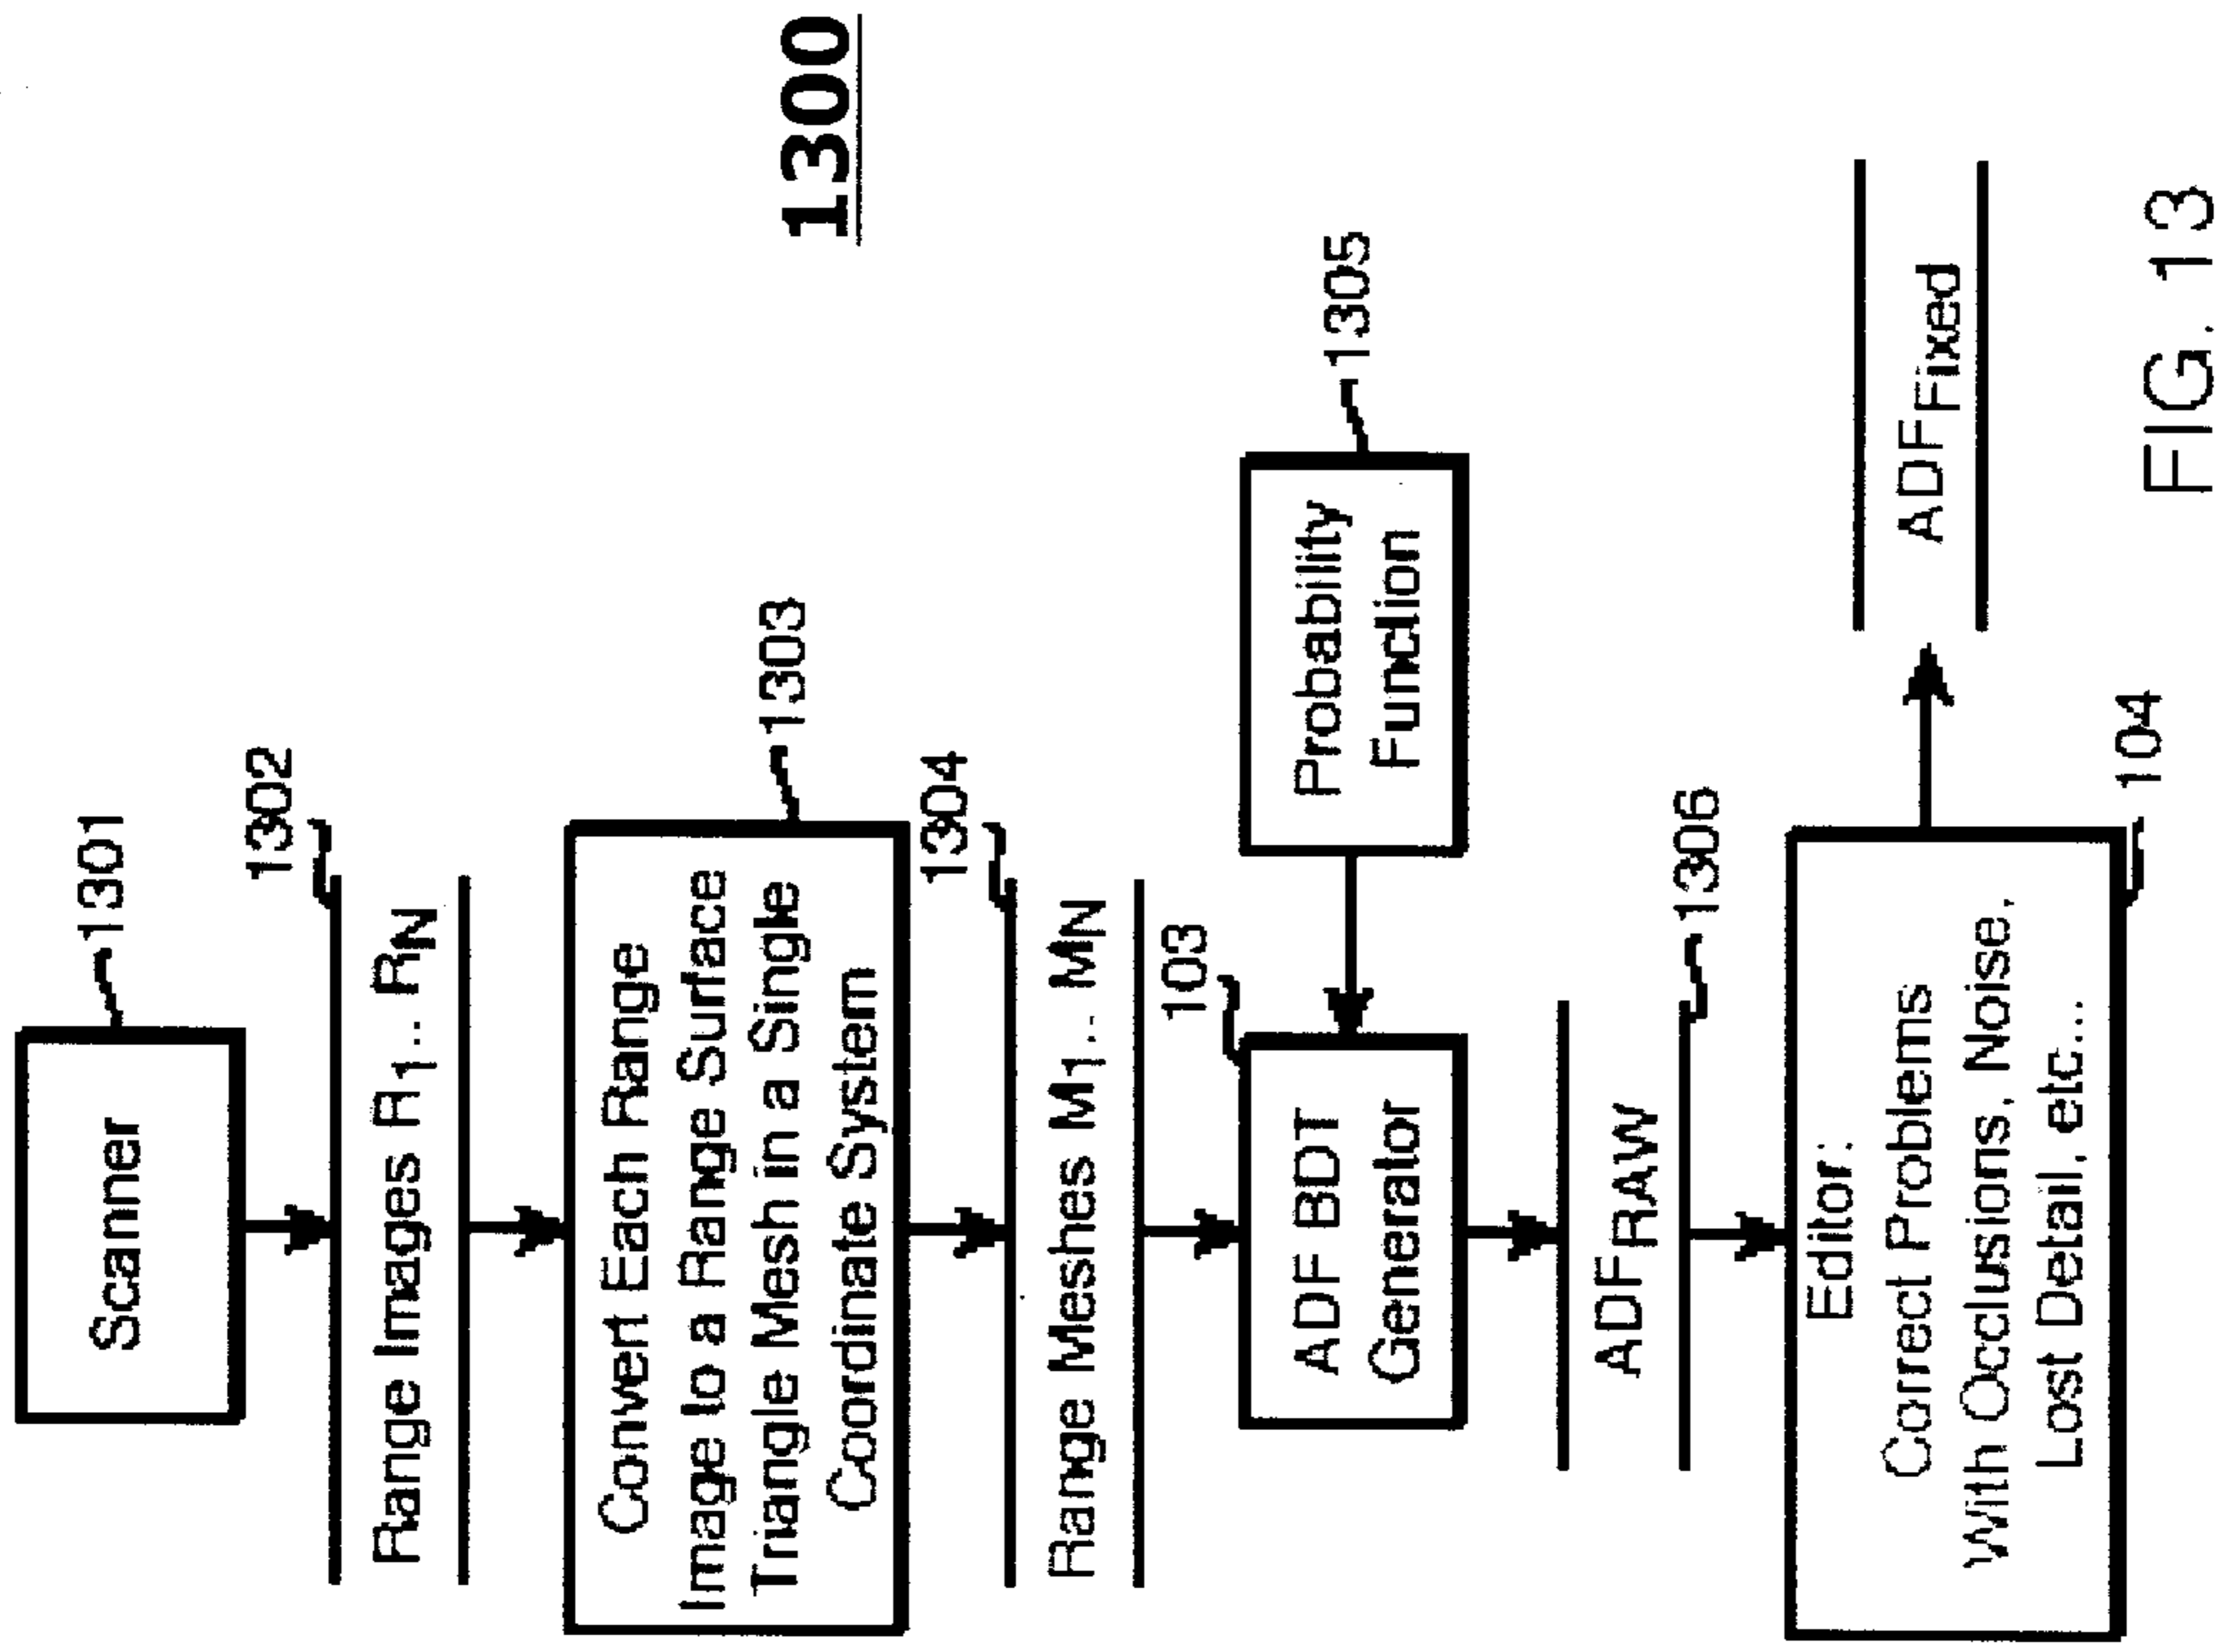 1300
Scanner
1301
1302
Range Images R1.. RN
Convert Each Range
Image to a Range Surface
Triangle Mesh in a Single
Coordinate System
1303
1304
Range Meshes M1.. MN
103
ADF BDT
Generator
Probability
Function
1305
ADFRAW
1306
Editor:
Correct Problems
With Occlusions, Noise,
Lost Detail, etc...
104
ADFFixed
FIG. 13